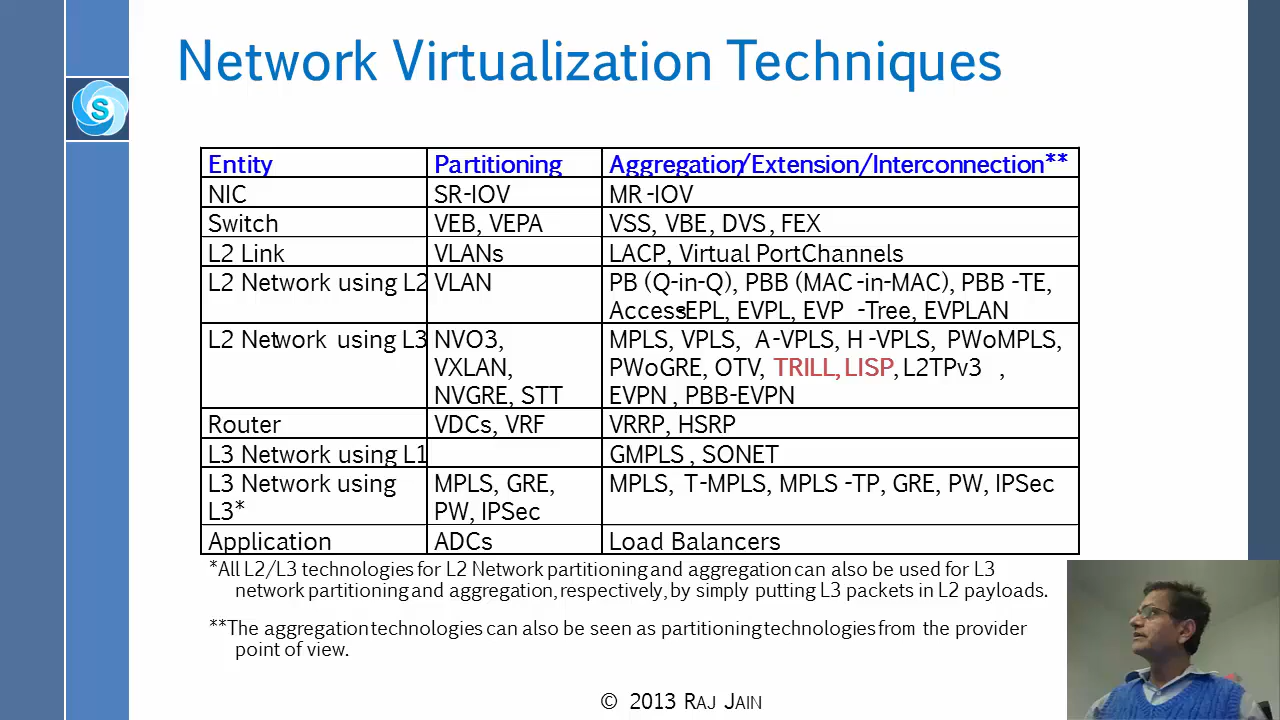 Network Virtualization Techniques
S
Entity Partitioning Aggregation/Extension/Interconnection**
NIC SR-IOV MR-IOV
Switch VEB, VEPA VSS, VBE, DVS, FEX
L2 Link VLANs LACP, Virtual PortChannels
L2 Network using L2 VLAN PB (Q-in-Q), PBB (MAC-in-MAC), PBB-TE,
Access-EPL, EVPL, EVP-Tree, EVPLAN
L2 Network using L3 NVO3, MPLS, VPLS, A-VPLS, H-VPLS, PWoMPLS,
VXLAN, PWoGRE, OTV, TRILL, LISP, L2TPv3,
NVGRE, STT EVPN, PBB-EVPN
Router VDCs, VRF VRRP, HSRP
L3 Network using L1 GMPLS, SONET
L3 Network using MPLS, GRE, MPLS, T-MPLS, MPLS-TP, GRE, PW, IPSec
L3* PW, IPSec
Application ADCs Load Balancers
*All L2/L3 technologies for L2 Network partitioning and aggregation can also be used for L3
network partitioning and aggregation, respectively, by simply putting L3 packets in L2 payloads.
**The aggregation technologies can also be seen as partitioning technologies from the provider
point of view.
© 2013 RAJ JAIN